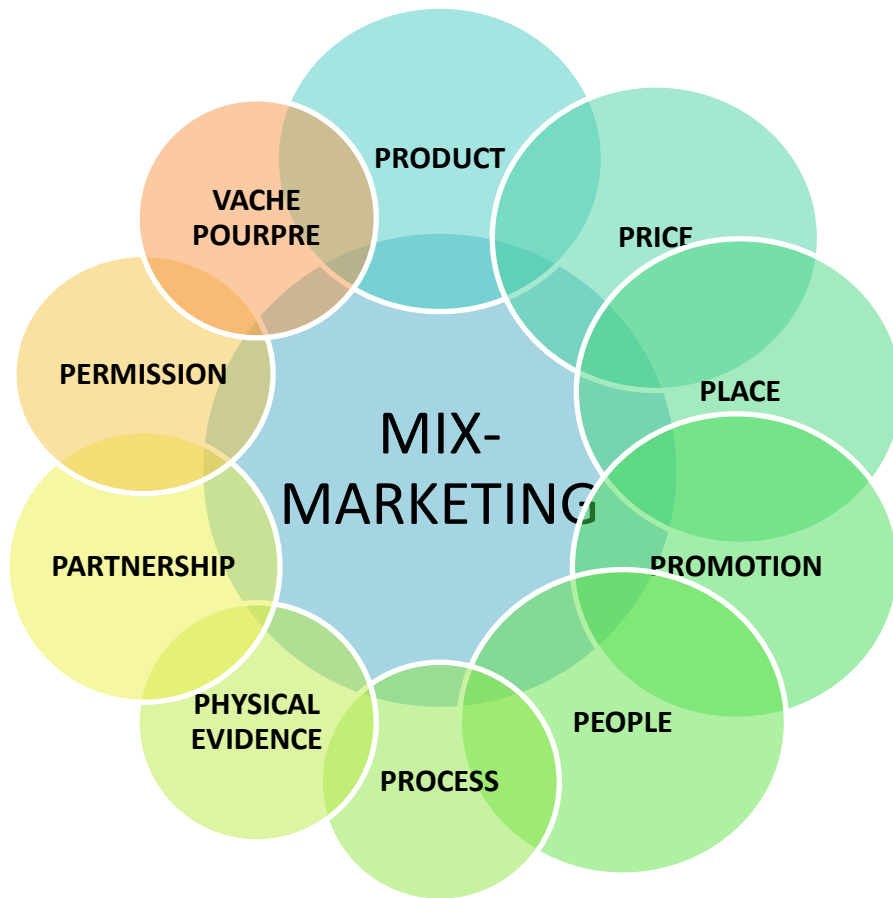 PRODUCT
PRICE
PLACE
PROMOTION
PEOPLE
PROCESS
PHYSICAL
EVIDENCE
PARTNERSHIP
PERMISSION
VACHE
POURPRE
MIX-
MARKETING